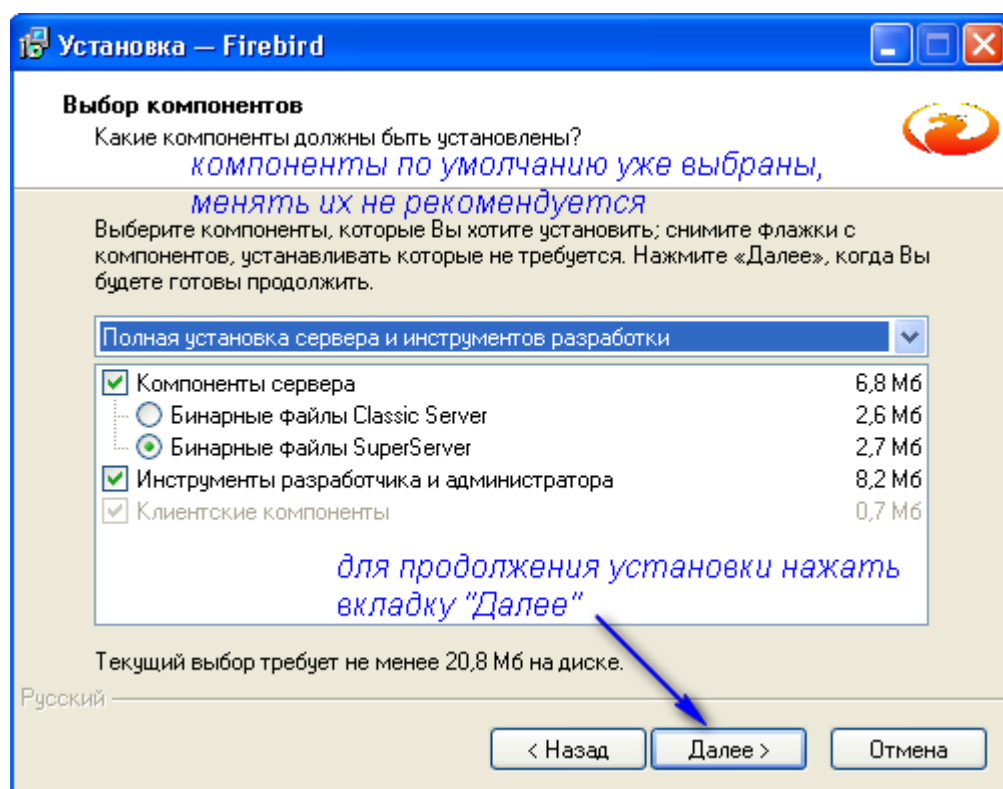 Установка — Firebird
Выбор компонентов
Какие компоненты должны быть установлены?
компоненты по умолчанию уже выбраны,
менять их не рекомендуется
Выберите компоненты, которые Вы хотите установить; снимите флажки с
компонентов, устанавливать которые не требуется. Нажмите «Далее», когда Вы
будете готовы продолжить.
Полная установка сервера и инструментов разработки
Компоненты сервера 6,8 Мб
Бинарные файлы Classic Server 2,6 Мб
Бинарные файлы SuperServer 2,7 Мб
Инструменты разработчика и администратора 8,2 Мб
Клиентские компоненты 0,7 Мб
для продолжения установки нажать
вкладку "Далее"
Текущий выбор требует не менее 20,8 Мб на диске.
Русский
< Назад Далее > Отмена